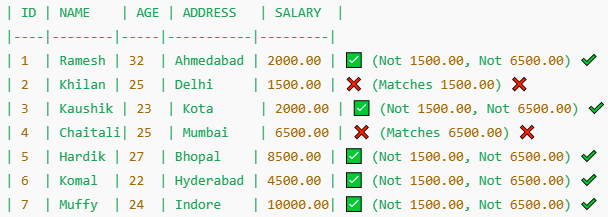 | ID | NAME    | AGE | ADDRESS   | SALARY  |
|----|--------|-----|-----------|---------|
| 1  | Ramesh | 32  | Ahmedabad | 2000.00 | ✅ (Not 1500.00, Not 6500.00) ✔
| 2  | Khilan | 25  | Delhi     | 1500.00 | ❌ (Matches 1500.00) ❌
| 3  | Kaushik | 23  | Kota      | 2000.00 | ✅ (Not 1500.00, Not 6500.00) ✔
| 4  | Chaitali| 25  | Mumbai    | 6500.00 | ❌ (Matches 6500.00) ❌
| 5  | Hardik | 27  | Bhopal    | 8500.00 | ✅ (Not 1500.00, Not 6500.00) ✔
| 6  | Komal  | 22  | Hyderabad | 4500.00 | ✅ (Not 1500.00, Not 6500.00) ✔
| 7  | Muffy  | 24  | Indore    | 10000.00| ✅ (Not 1500.00, Not 6500.00) ✔